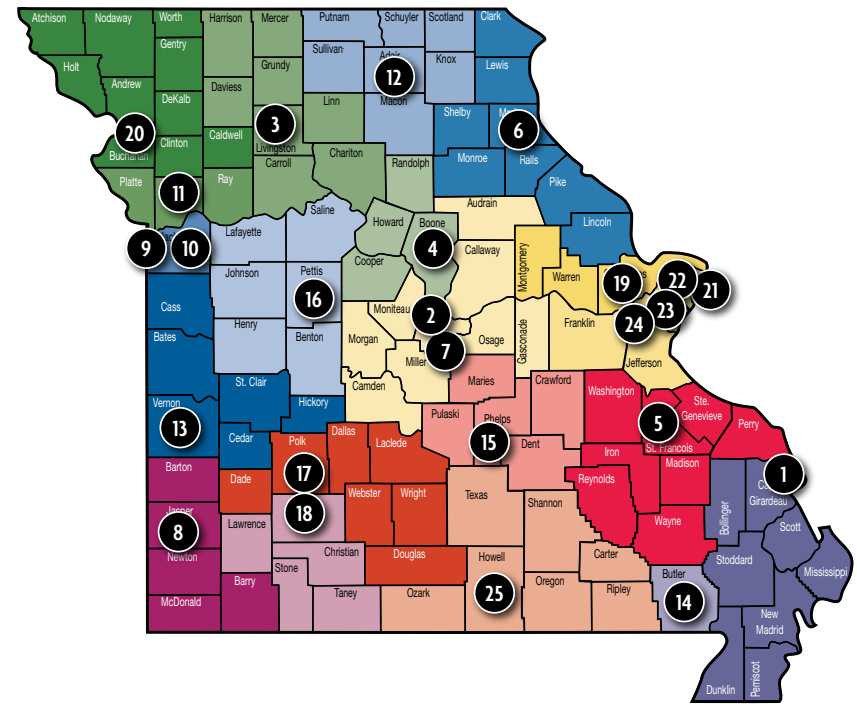 Atchison
Nodaway
Worth
Harrison
Mercer
Putnam
Schuyler
Scotland
Clark
Gentry
Sullivan
Adair
Knox
Lewis
Holt
Andrew
DeKalb
Daviess
Grundy
Linn
12
Macon
Shelby
20
3
6
Buchanan
Clinton
Caldwell
Livingston
Chariton
Randolph
Monroe
Ralls
Platte
11
Ray
Carroll
Pike
Saline
Howard
Boone
Audrain
Lincoln
9
10
Lafayette
4
Callaway
Montgomery
Johnson
Pettis
Cooper
Warren
19
22
21
Cass
16
Moniteau
2
Osage
Gasconade
Franklin
24
23
Bates
Henry
Benton
Morgan
Miller
7
Jefferson
St. Clair
Hickory
Camden
Maries
Crawford
Washington
Ste.
Genevieve
Vernon
13
Cedar
Polk
Dallas
Laclede
Pulaski
Phelps
15
Dent
5
St. Francois
Perry
Barton
Dade
17
Iron
Madison
1
Girardeau
Jasper
8
Lawrence
18
Webster
Wright
Texas
Shannon
Reynolds
Wayne
Bollinger
Scott
Newton
Christian
Douglas
Howell
Carter
Stoddard
Mississippi
McDonald
Barry
Stone
Taney
Ozark
25
Oregon
Ripley
Butler
14
New
Madrid
Dunklin
Pemiscot